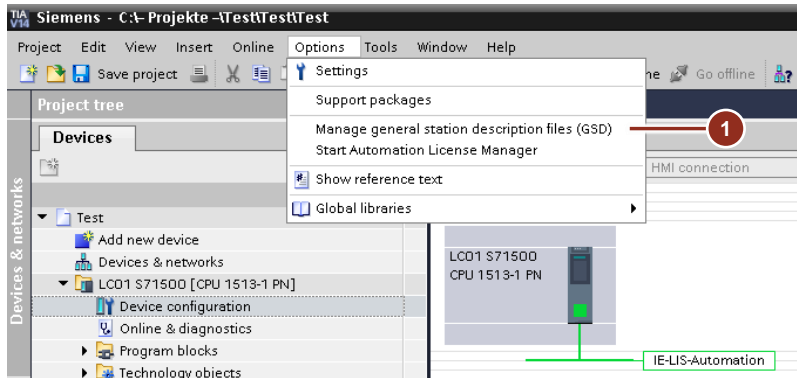 TIA V14 Siemens - C:\- Projekte -\Test\Test\Test
Project Edit View Insert Online Options Tools Window Help
Save project
Go offline
Settings
Support packages
Manage general station description files (GSD)
1
Start Automation License Manager
Show reference text
Global libraries
Project tree
Devices
HMI connection
Devices & networks
Test
Add new device
Devices & networks
LC01 S71500 [CPU 1513-1 PN]
Device configuration
Online & diagnostics
Program blocks
Technology objects
LC01 S71500
CPU 1513-1 PN
IE-LIS-Automation